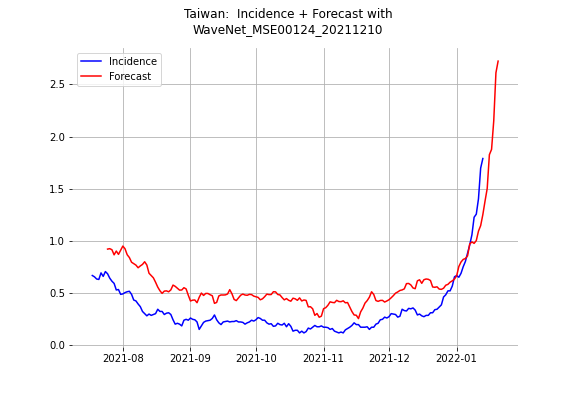 Taiwan:  Incidence + Forecast with
WaveNet_MSE00124_20211210
Incidence
Forecast
2.5
2.0
1.5
1.0
0.5
0.0
2021-08 2021-09 2021-10 2021-11 2021-12 2022-01